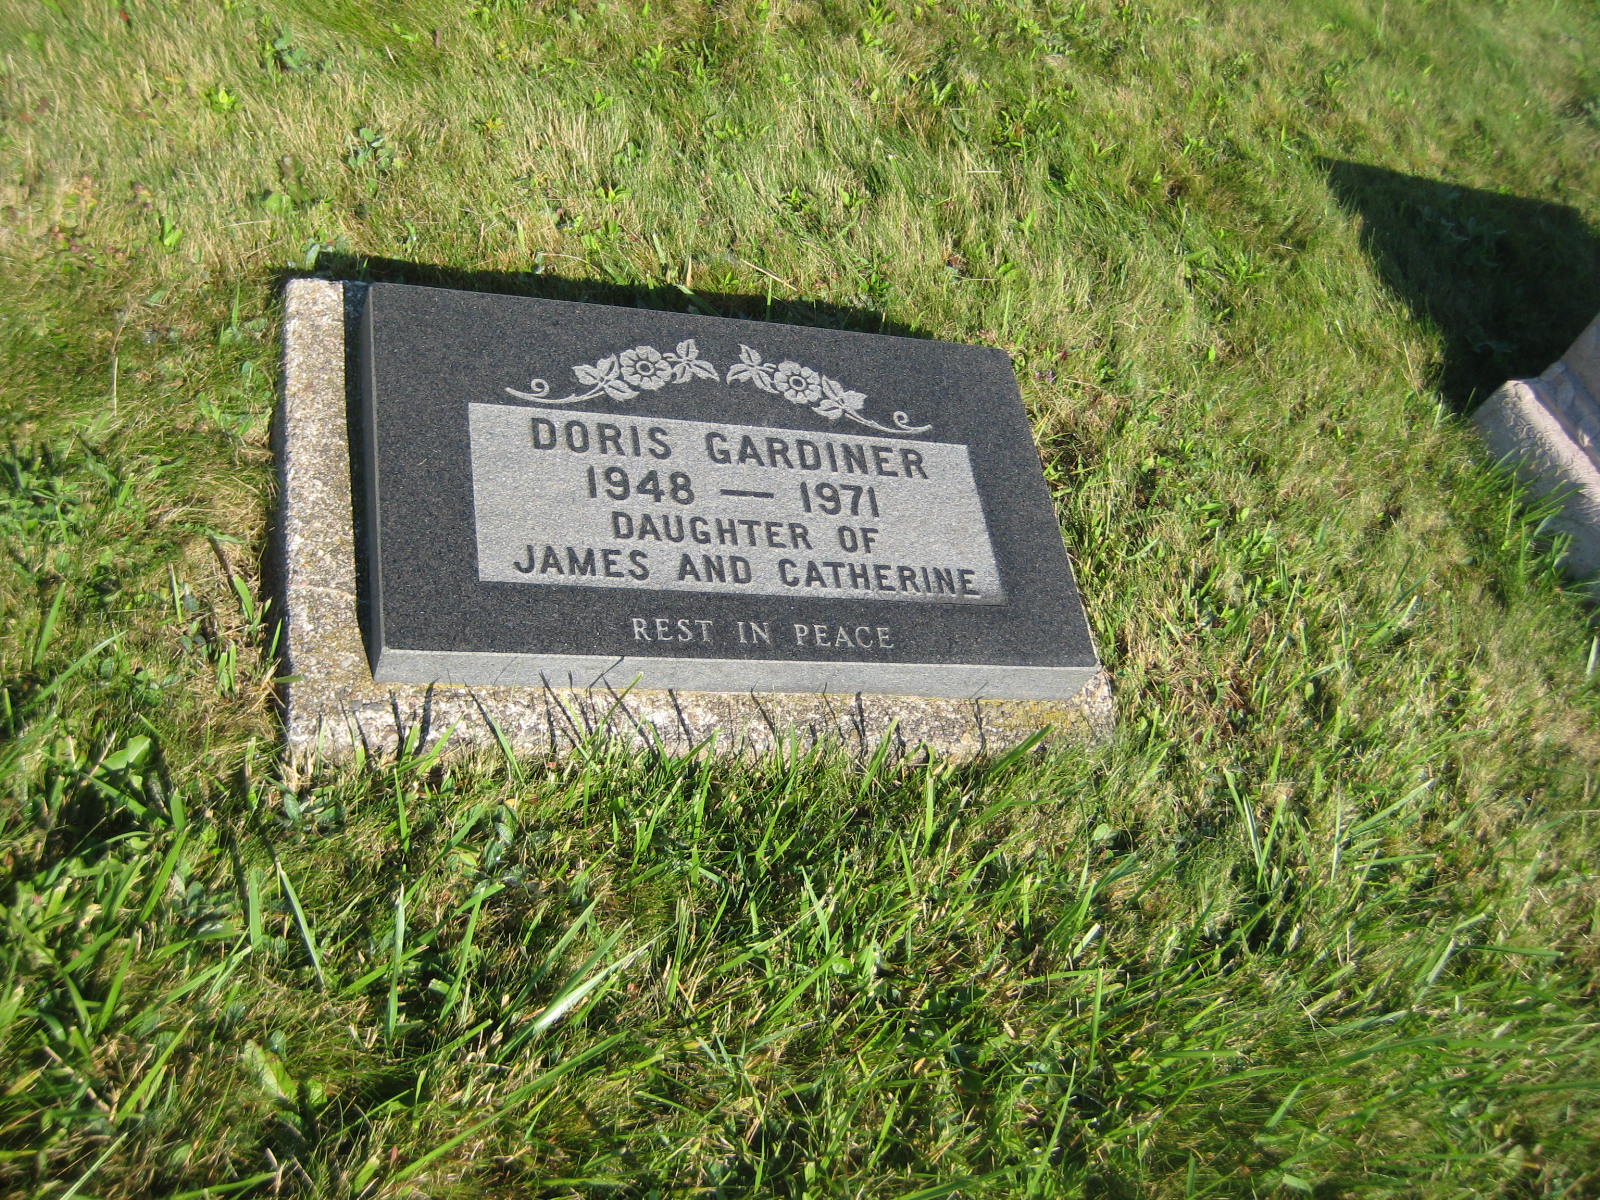 DORIS GARDINER
1948 — 1971
DAUGHTER OF
JAMES AND CATHERINE
REST IN PEACE